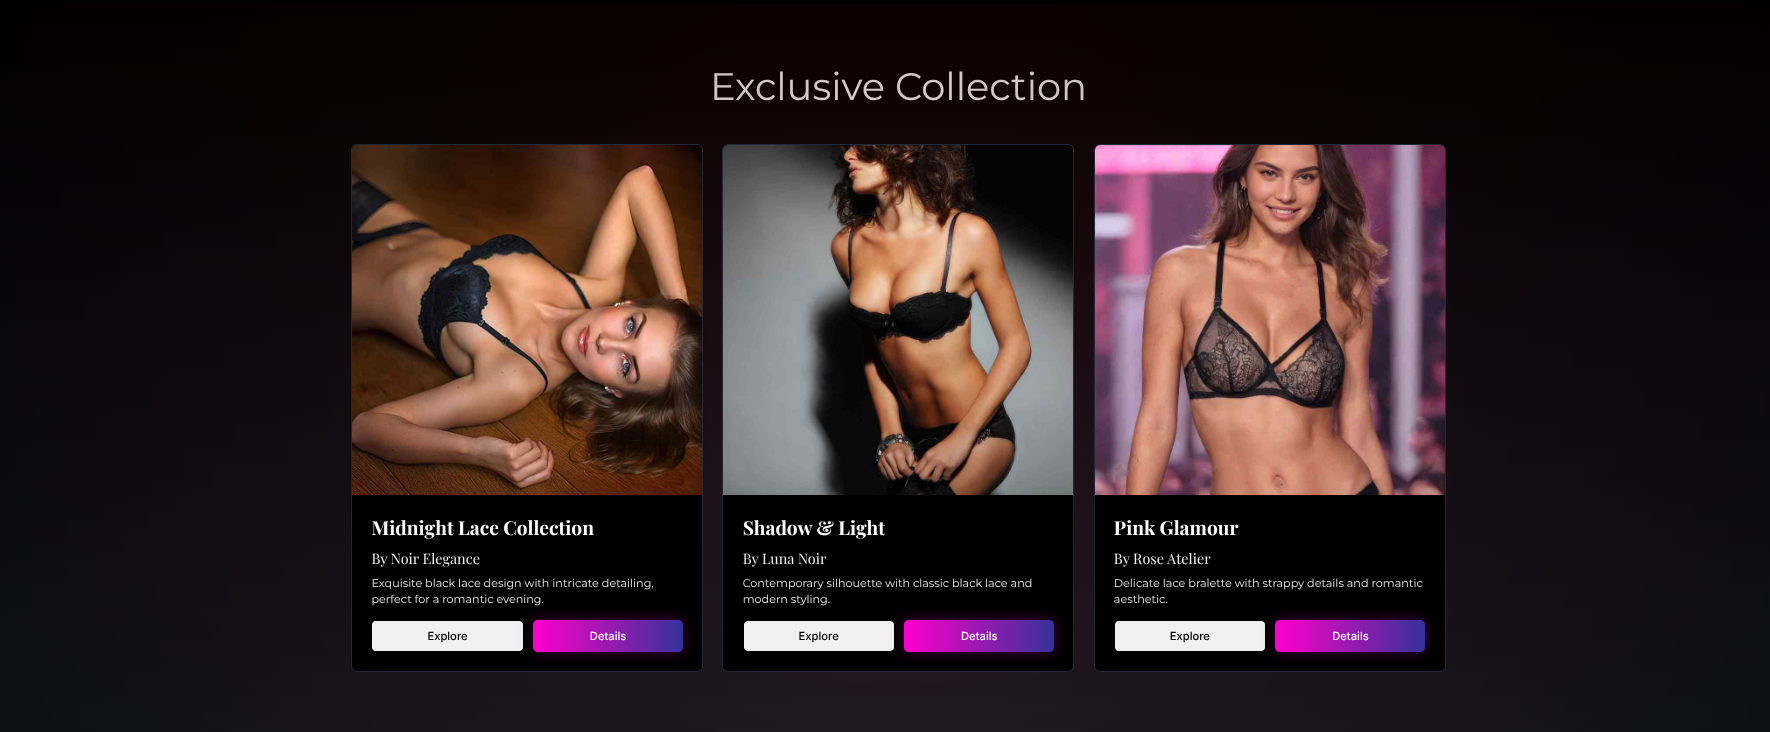 Exclusive Collection
Midnight Lace Collection
By Noir Elegance
Exquisite black lace design with intricate detailing,
perfect for a romantic evening.
Explore
Details
Shadow & Light
By Luna Noir
Contemporary silhouette with classic black lace and
modern styling.
Explore
Details
Pink Glamour
By Rose Atelier
Delicate lace bralette with strappy details and romantic
aesthetic.
Explore
Details